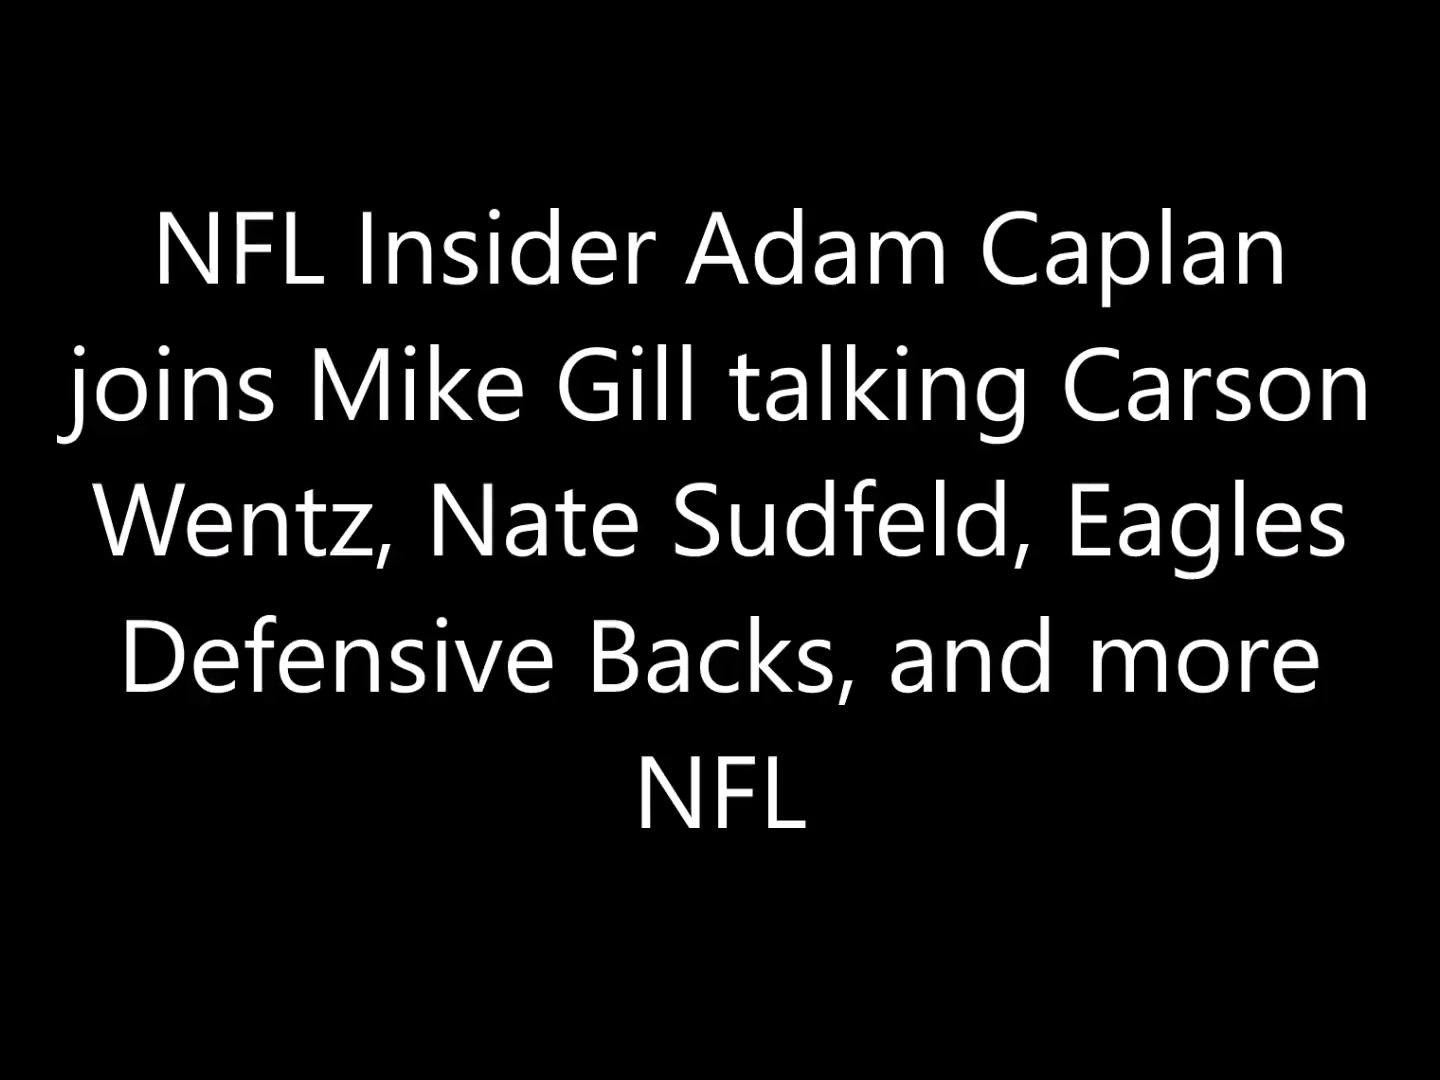 NFL Insider Adam Caplan
joins Mike Gill talking Carson
Wentz, Nate Sudfeld, Eagles
Defensive Backs, and more
NFL